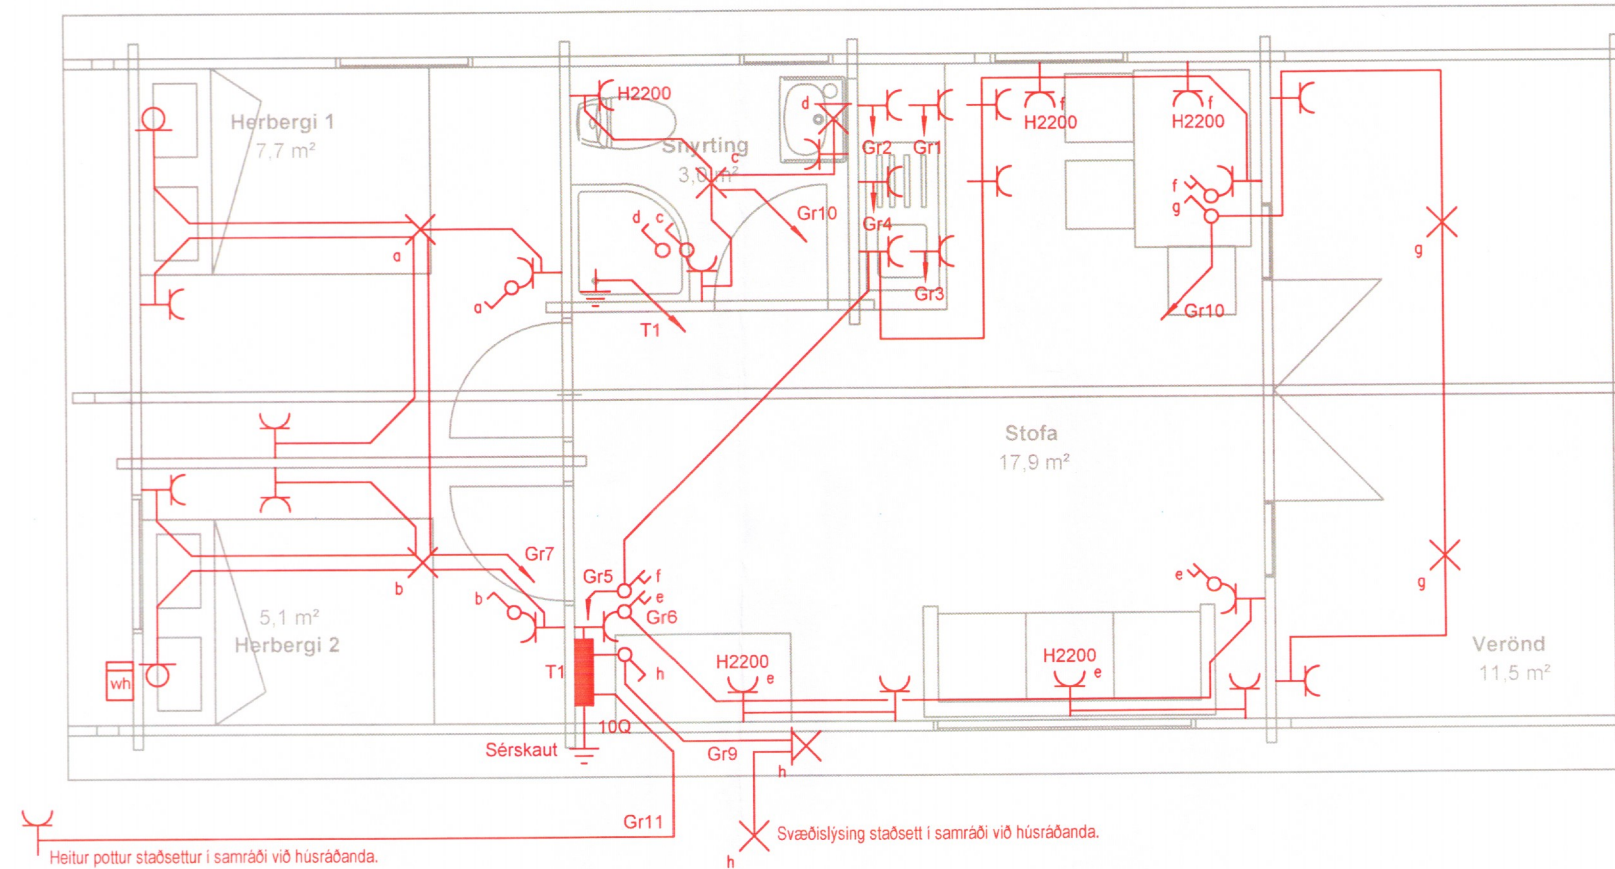 H2200
Herbergi 1
7,7 m²
Snyrting
3,0 m²
c
d
Gr2
Gr1
f
H2200
f
H2200
Gr10
Gr4
Gr3
d
c
f
g
a
a
T1
Gr10
g
Stofa
17,9 m²
Gr7
b
b
Gr5
f
e
Gr6
e
g
5,1 m²
Herbergi 2
wh
T1
h
H2200
e
H2200
e
Verönd
11,5 m²
10Q
Sérskaut
Gr9
h
Gr11
Svæðislýsing staðsett í samráði við húsráðanda.
h
Heitur pottur staðsettur í samráði við húsráðanda.